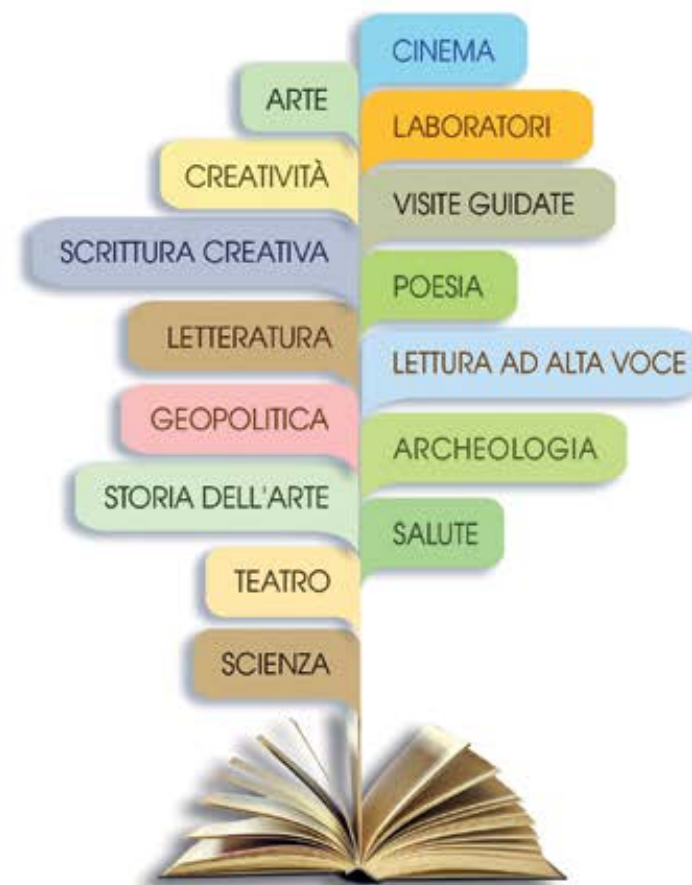 CINEMA
ARTE
LABORATORI
CREATIVITÀ
VISITE GUIDATE
SCRITTURA CREATIVA
POESIA
LETTERATURA
LETTURA AD ALTA VOCE
GEOPOLITICA
ARCHEOLOGIA
STORIA DELL'ARTE
SALUTE
TEATRO
SCIENZA